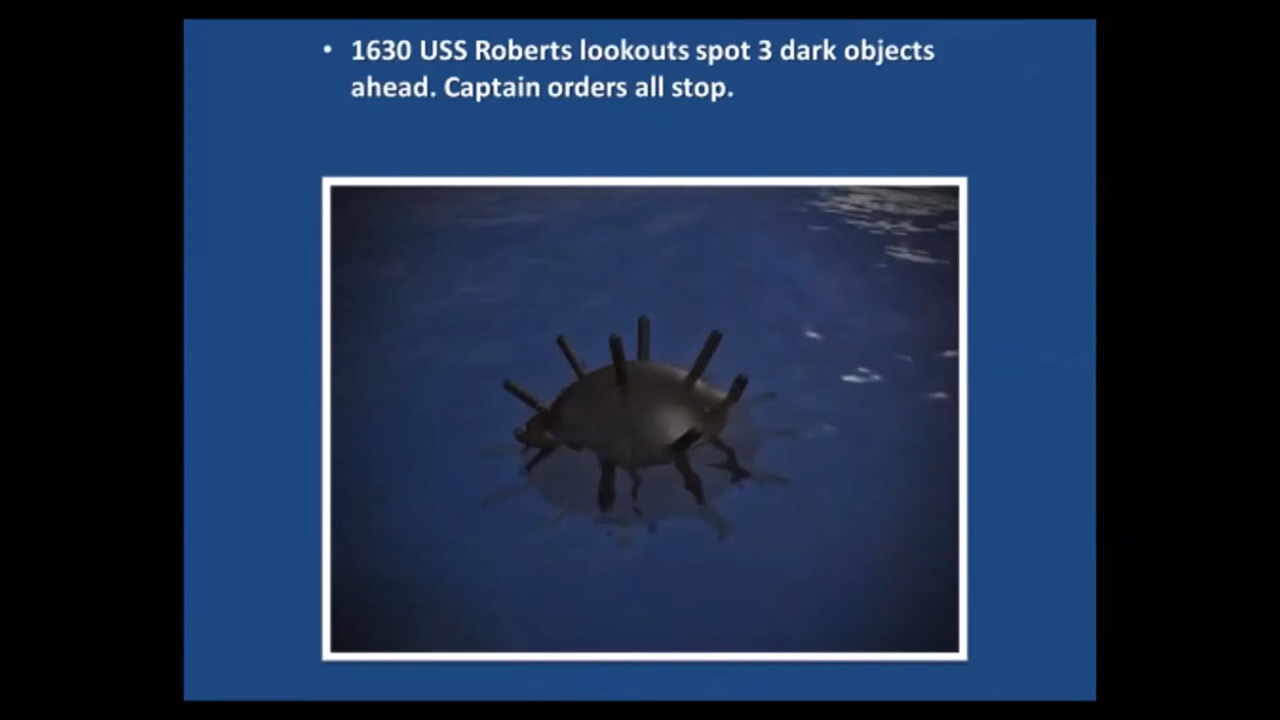 • 1630 USS Roberts lookouts spot 3 dark objects
ahead. Captain orders all stop.